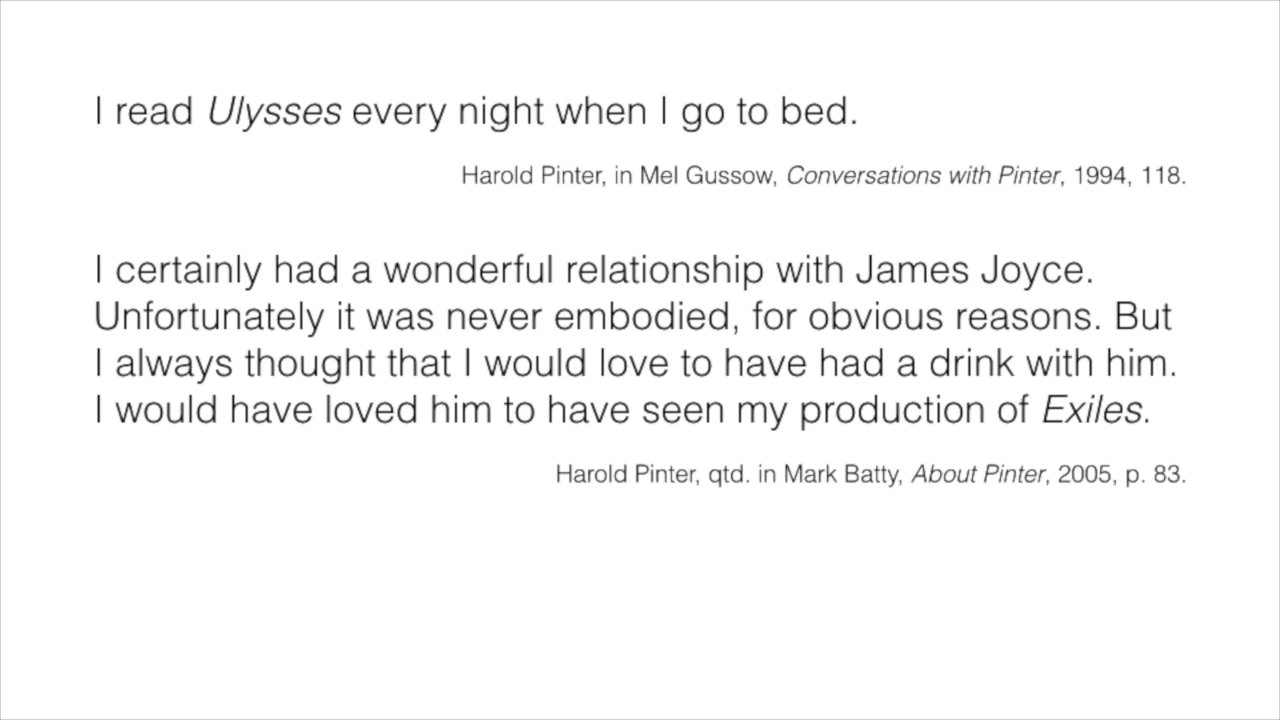 I read Ulysses every night when I go to bed.
Harold Pinter, in Mel Gussow, Conversations with Pinter, 1994, 118.
I certainly had a wonderful relationship with James Joyce.
Unfortunately it was never embodied, for obvious reasons. But
I always thought that I would love to have had a drink with him.
I would have loved him to have seen my production of Exiles.
Harold Pinter, qtd. in Mark Batty, About Pinter, 2005, p. 83.